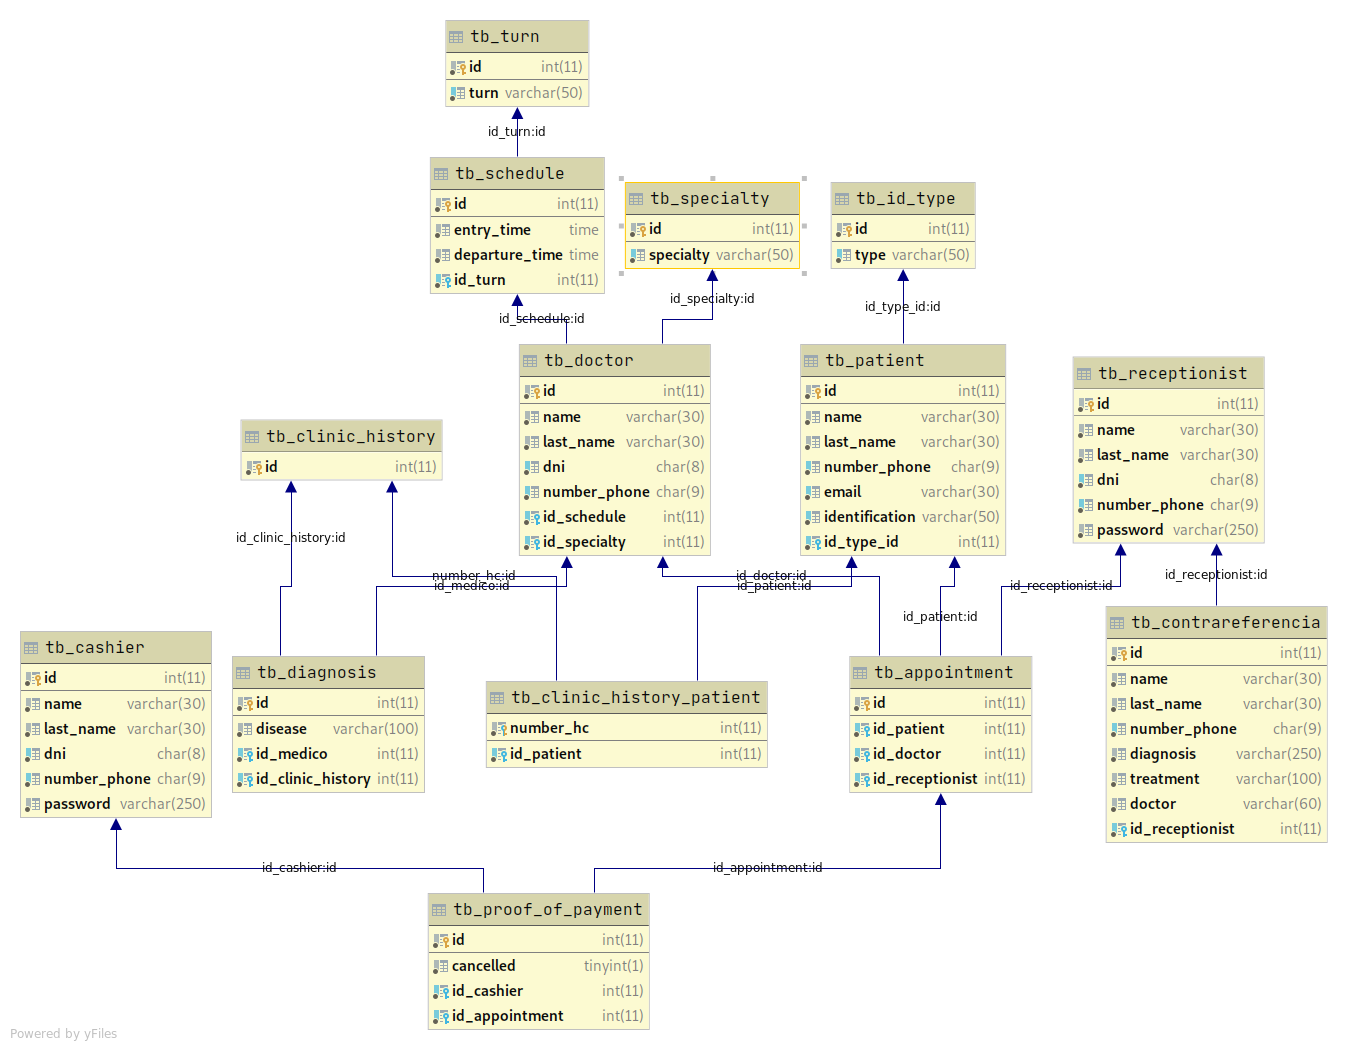 tb_turn
id int(11)
turn varchar(50)
id_turn:id
tb_schedule
id int(11)
entry_time time
departure_time time
id_turn int(11)
tb_specialty
id int(11)
specialty varchar(50)
tb_id_type
id int(11)
type varchar(50)
id_schedule:id
id_specialty:id
id_type_id:id
tb_doctor
id int(11)
name varchar(30)
last_name varchar(30)
dni char(8)
number_phone char(9)
id_schedule int(11)
id_specialty int(11)
tb_patient
id int(11)
name varchar(30)
last_name varchar(30)
number_phone char(9)
email varchar(30)
identification varchar(50)
id_type_id int(11)
tb_receptionist
id int(11)
name varchar(30)
last_name varchar(30)
dni char(8)
number_phone char(9)
password varchar(250)
tb_clinic_history
id int(11)
id_clinic_history:id
number_hc:id
id_medico:id
id_doctor:id
id_patient:id
id_patient:id
id_receptionist:id
id_receptionist:id
tb_cashier
id int(11)
name varchar(30)
last_name varchar(30)
dni char(8)
number_phone char(9)
password varchar(250)
tb_diagnosis
id int(11)
disease varchar(100)
id_medico int(11)
id_clinic_history int(11)
tb_clinic_history_patient
number_hc int(11)
id_patient int(11)
tb_appointment
id int(11)
id_patient int(11)
id_doctor int(11)
id_receptionist int(11)
tb_contrareferencia
id int(11)
name varchar(30)
last_name varchar(30)
number_phone char(9)
diagnosis varchar(250)
treatment varchar(100)
doctor varchar(60)
id_receptionist int(11)
id_cashier:id
id_appointment:id
tb_proof_of_payment
id int(11)
cancelled tinyint(1)
id_cashier int(11)
id_appointment int(11)
Powered by yFiles